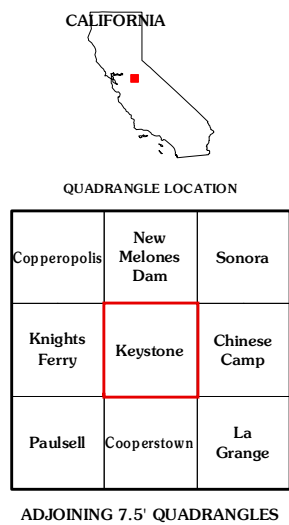 CALIFORNIA
QUADRANGLE LOCATION
Copperopolis
New
Melones
Dam
Sonora
Knights
Ferry
Keystone
Chinese
Camp
Paulsell
Cooperstown
La
Grange
ADJOINING 7.5' QUADRANGLES